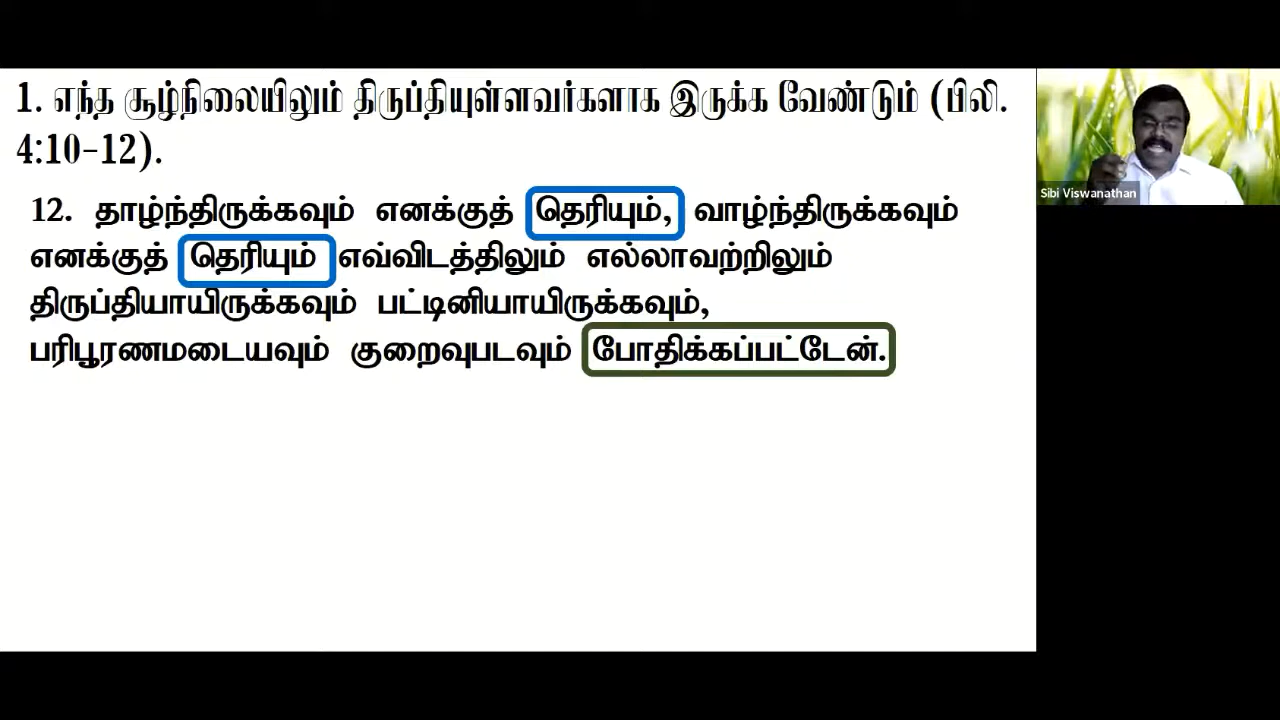 1. எந்த சூழ்நிலையிலும் திருப்தியுள்ளவர்களாக இருக்க வேண்டும் (பிலி.
4:10-12).
12. தாழ்ந்திருக்கவும் எனக்குத் தெரியும், வாழ்ந்திருக்கவும்
எனக்குத் தெரியும் எவ்விடத்திலும் எல்லாவற்றிலும்
திருப்தியாயிருக்கவும் பட்டினியாயிருக்கவும்,
பரிபூரணமடையவும் குறைவுபடவும் போதிக்கப்பட்டேன்.
Sibi Viswanathan